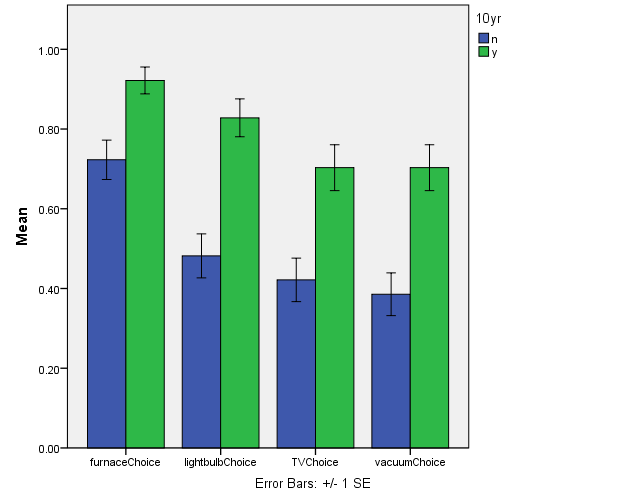 10yr
n
y
1.00
0.80
0.60
0.40
0.20
0.00
Mean
furnaceChoice lightbulbChoice TVChoice vacuumChoice
Error Bars: +/- 1 SE